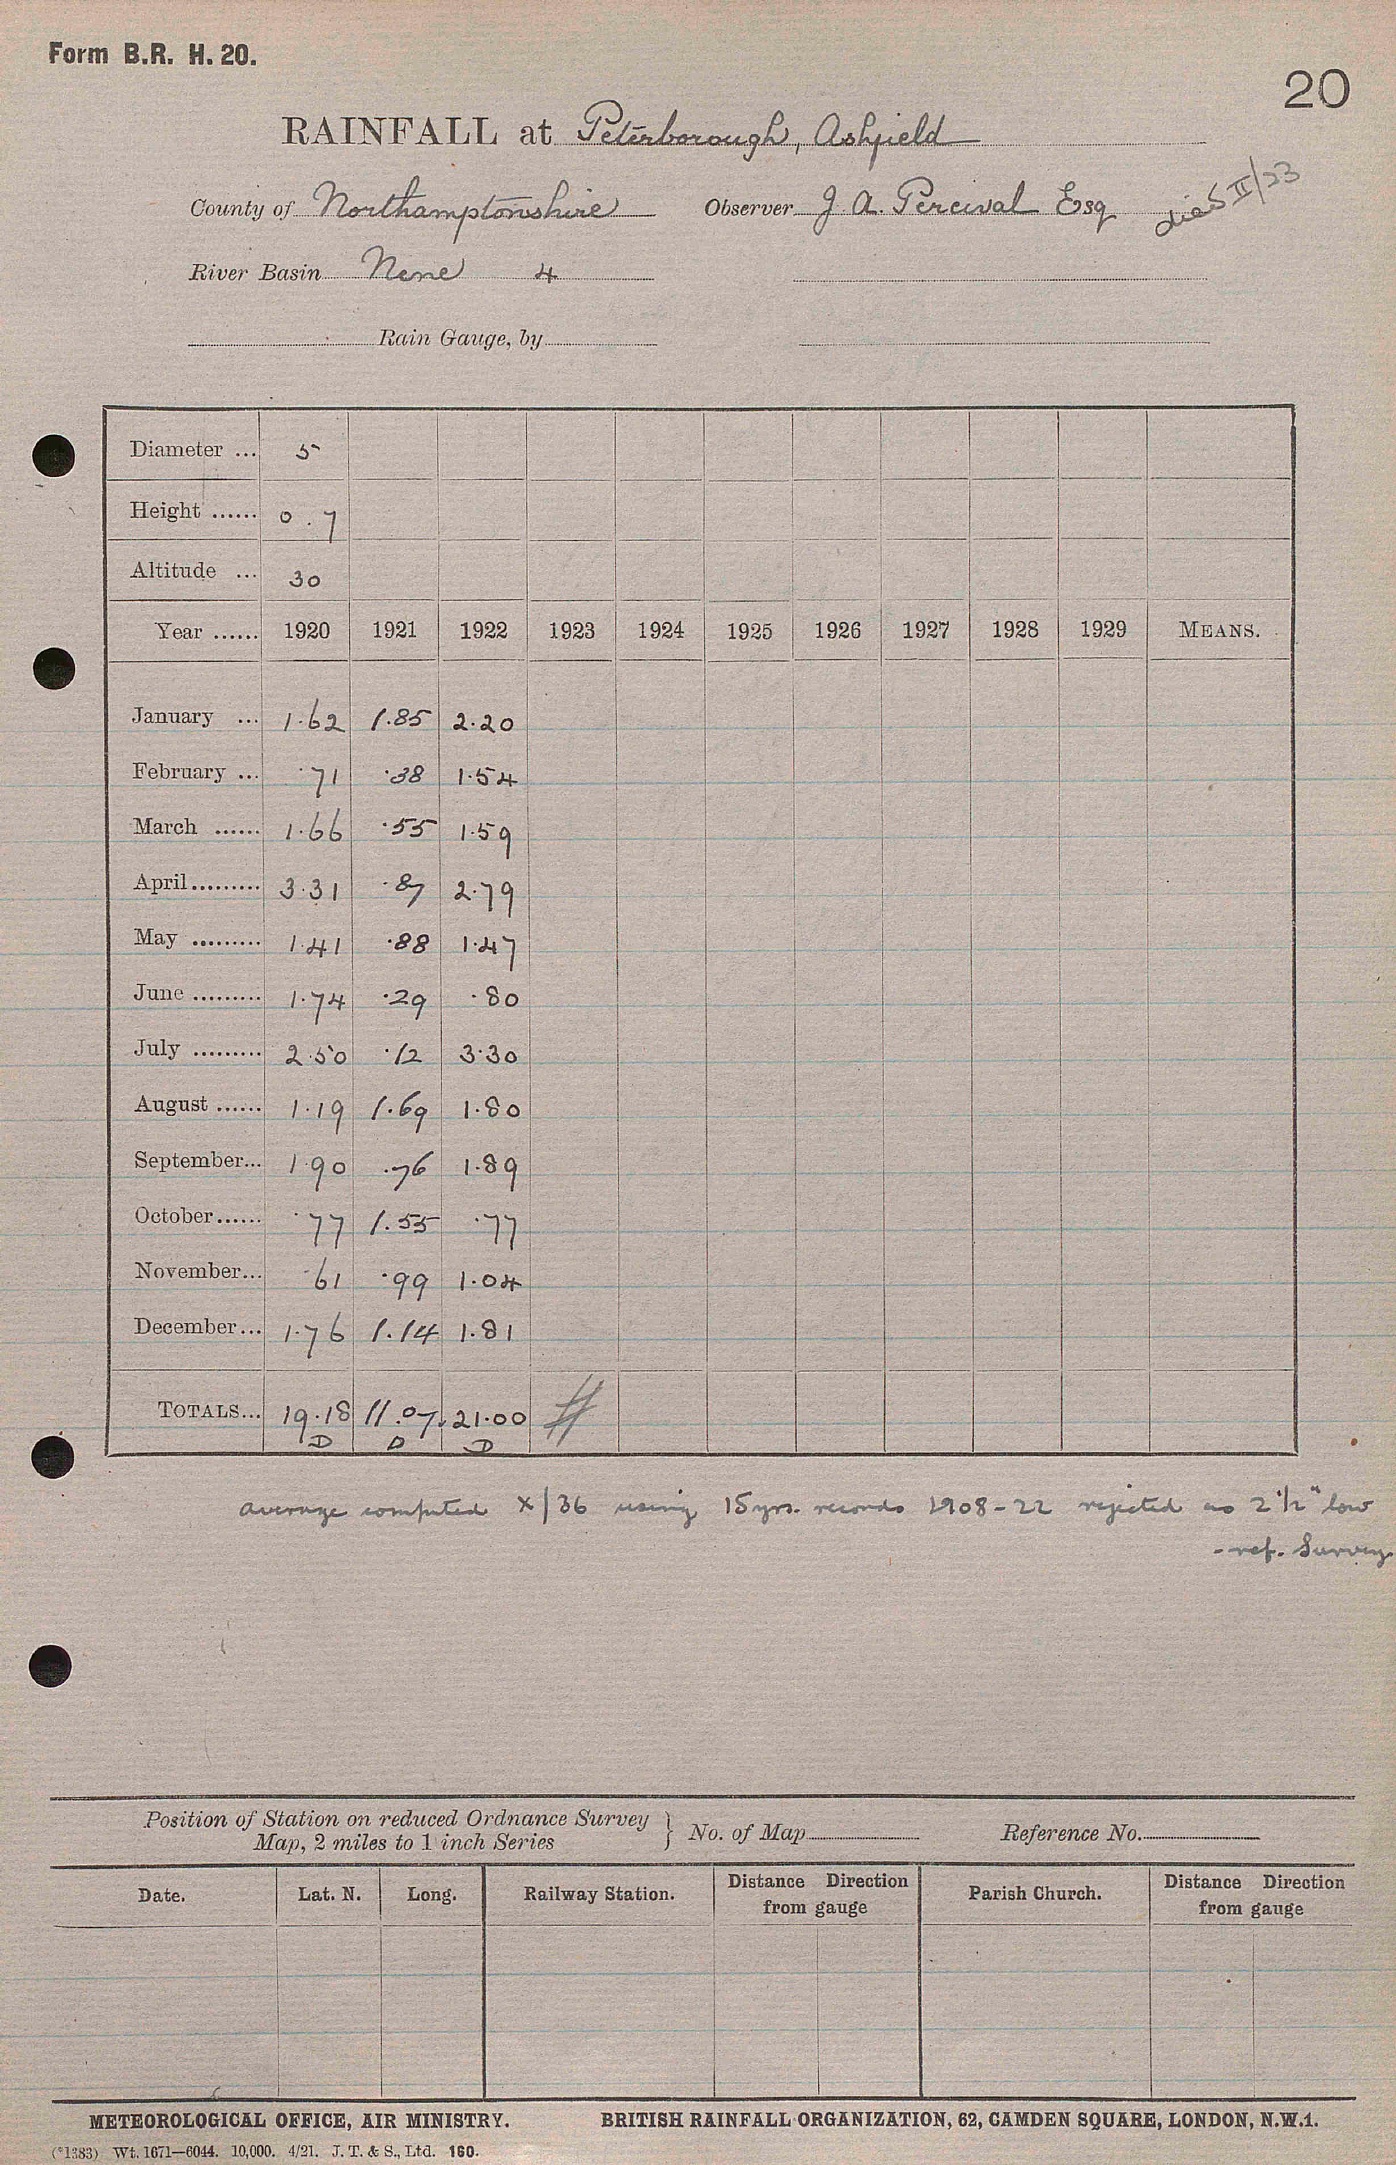 Form B.R. H. 20.
20
RAINFALL at Peterborough, Ashfield
County of Northamptonshire Observer J. A. Percival Esq died II/23
River Basin Nene 4
Rain Gauge, by
Diameter ... 5
Height ...... 0.7
Altitude ... 30
Year ...... 1920 1921 1922 1923 1924 1925 1926 1927 1928 1929 MEANS.
January ... 1.62 1.85 2.20
February ... .71 .38 1.54
March ...... 1.66 .55 1.59
April ......... 3.31 .87 2.79
May ......... 1.41 .88 1.47
June ......... 1.74 .29 .80
July ......... 2.50 .12 3.30
August ...... 1.19 1.69 1.80
September... 1.90 .76 1.89
October...... .77 1.55 .77
November... .61 .99 1.04
December... 1.76 1.14 1.81
TOTALS... 19.18 11.07. 21.00
D D D
average computed X/36 using 15 yrs. records 1908-22 rejected as 2½" low
- ref. Survey.
Position of Station on reduced Ordnance Survey
Map, 2 miles to 1 inch Series } No. of Map Reference No.
Date. Lat. N. Long. Railway Station. Distance Direction from gauge Parish Church. Distance Direction from gauge
METEOROLOGICAL OFFICE, AIR MINISTRY. BRITISH RAINFALL ORGANIZATION, 62, CAMDEN SQUARE, LONDON, N.W.1.
(*1383) Wt. 1671—6044. 10,000. 4/21. J. T. & S., Ltd. 160.